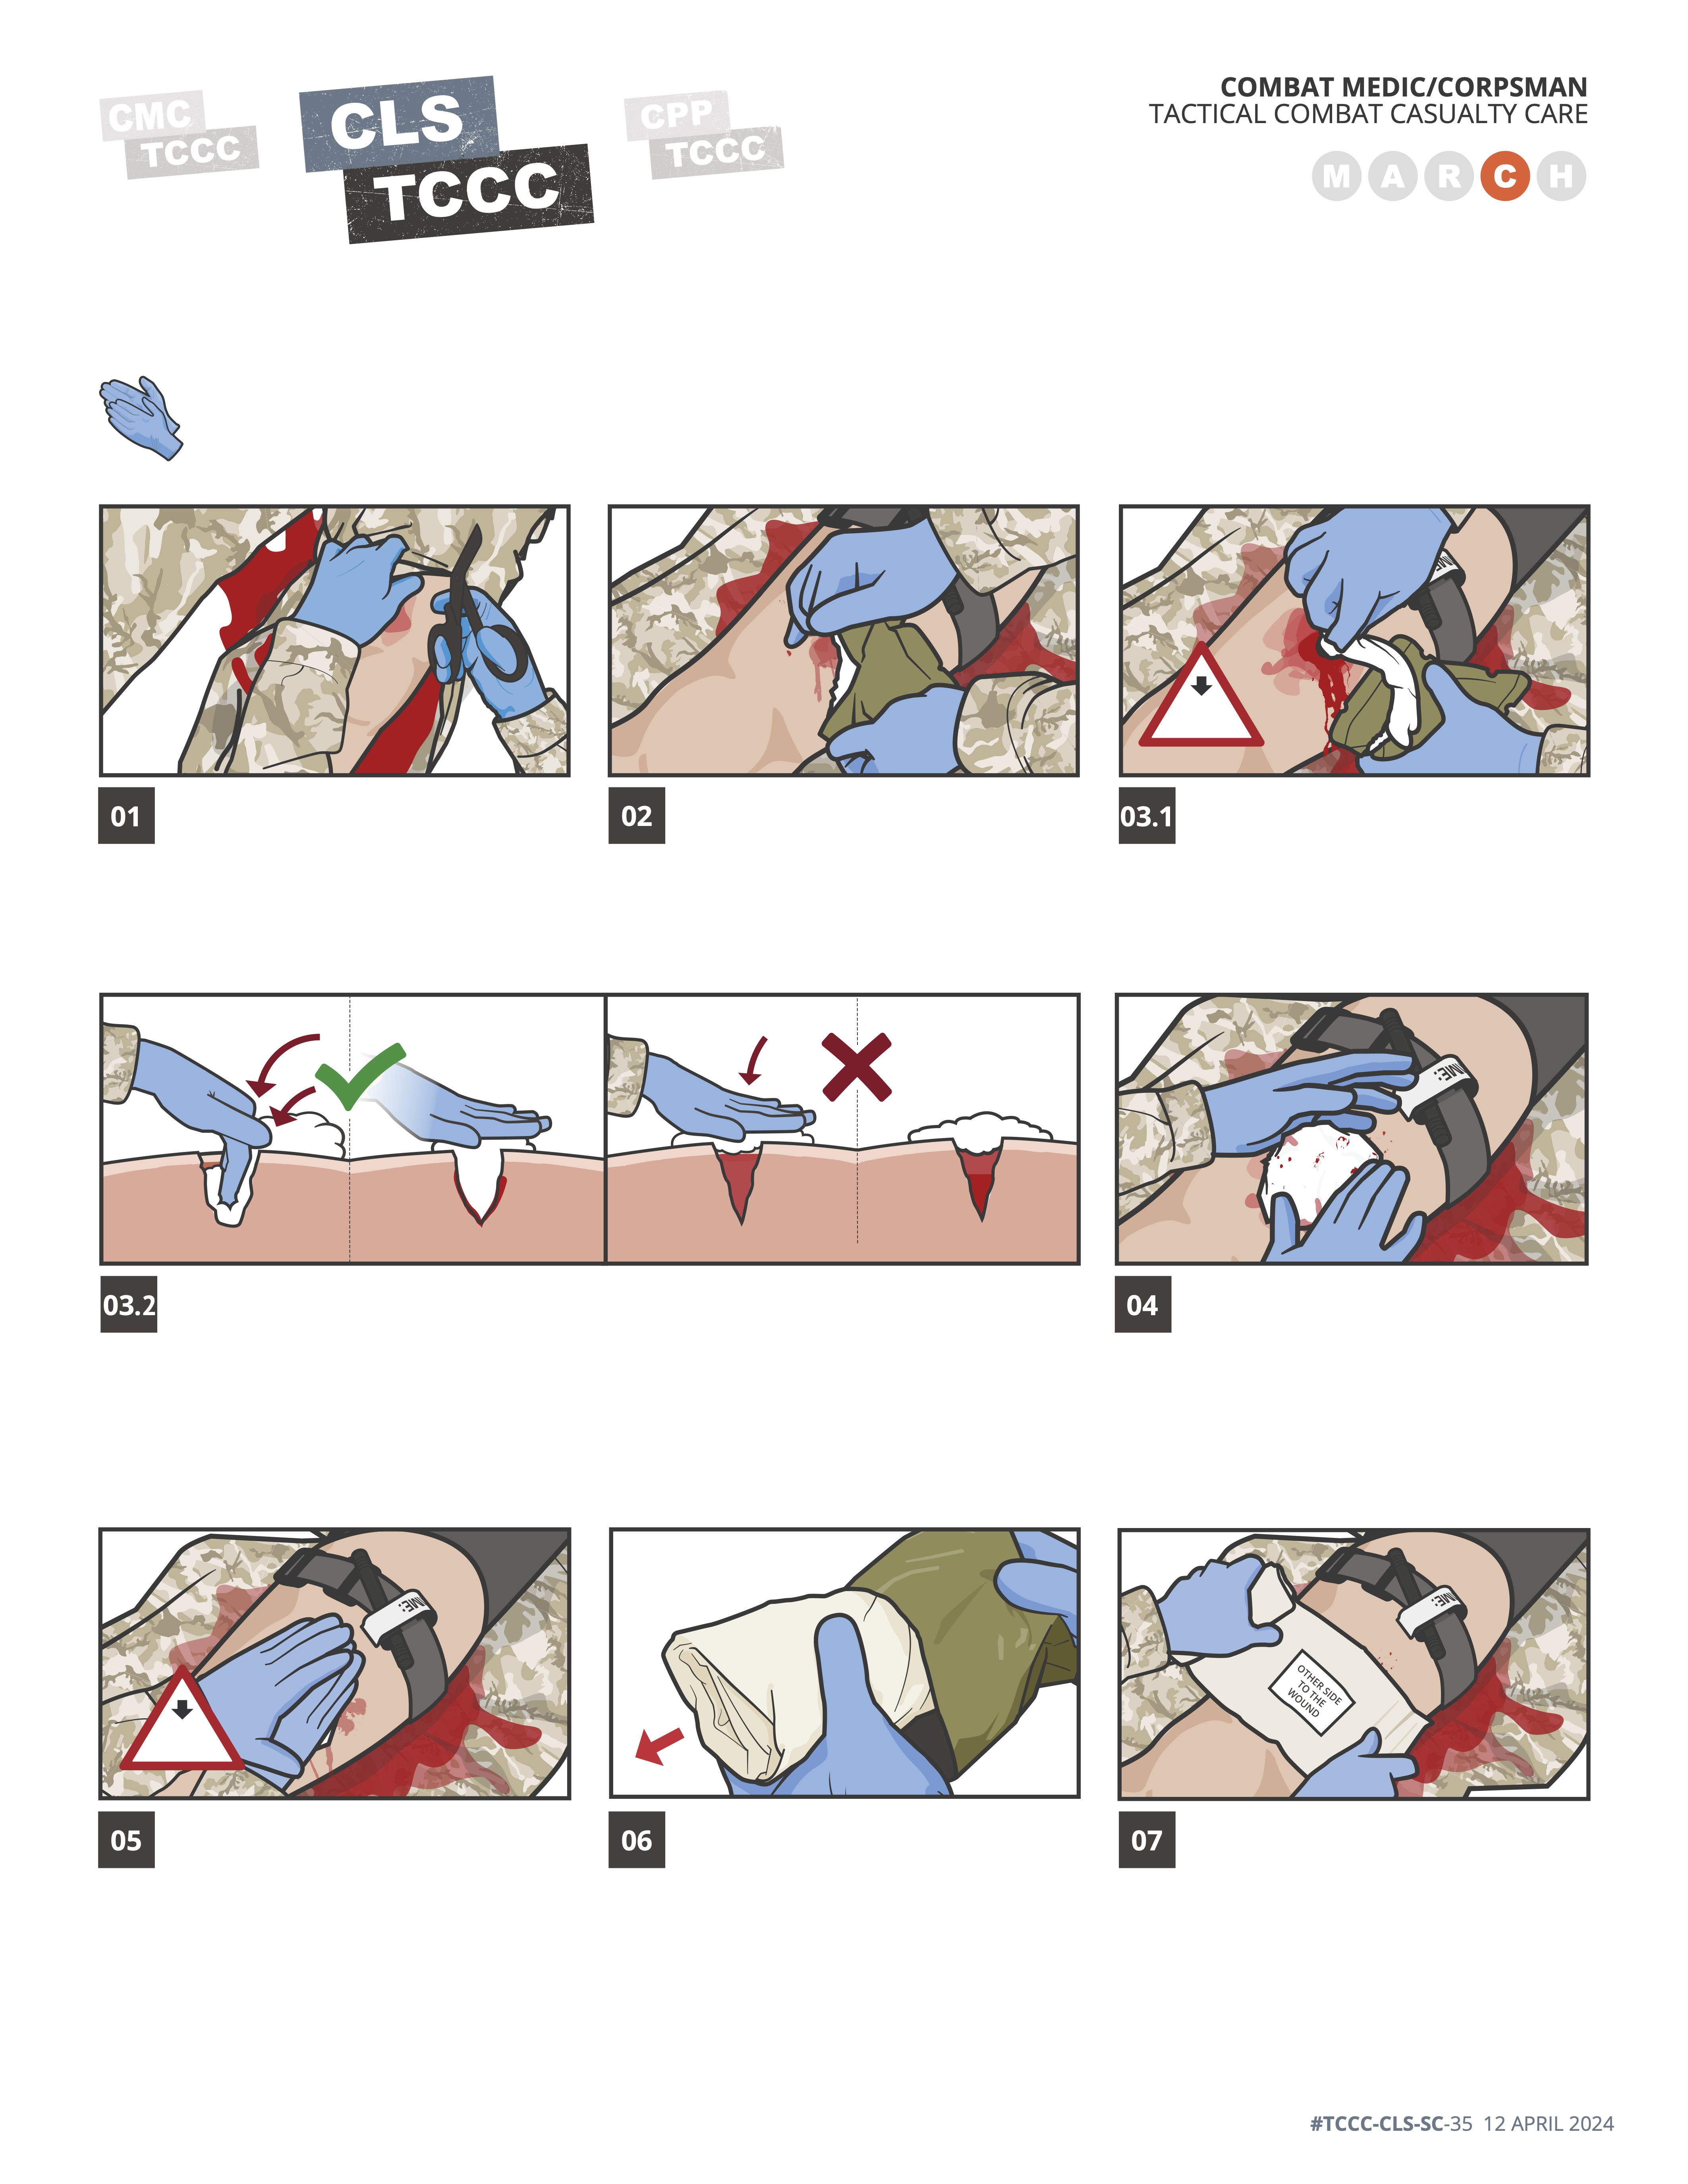 CMC
TCCC
CLS
TCCC
CPP
TCCC
COMBAT MEDIC/CORPSMAN
TACTICAL COMBAT CASUALTY CARE
M A R C H
01
02
03.1
03.2
TIME:
04
05
06
OTHER SIDE
TO THE
WOUND
07
#TCCC-CLS-SC-35 12 APRIL 2024